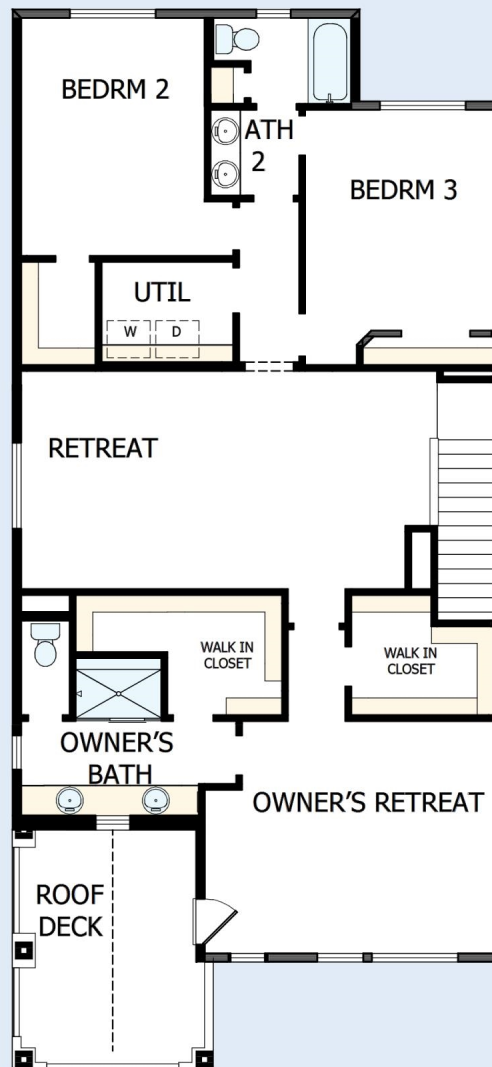 BEDRM 2
ATH
2
BEDRM 3
UTIL
W
D
RETREAT
WALK IN
CLOSET
WALK IN
CLOSET
OWNER'S
BATH
OWNER'S RETREAT
ROOF
DECK